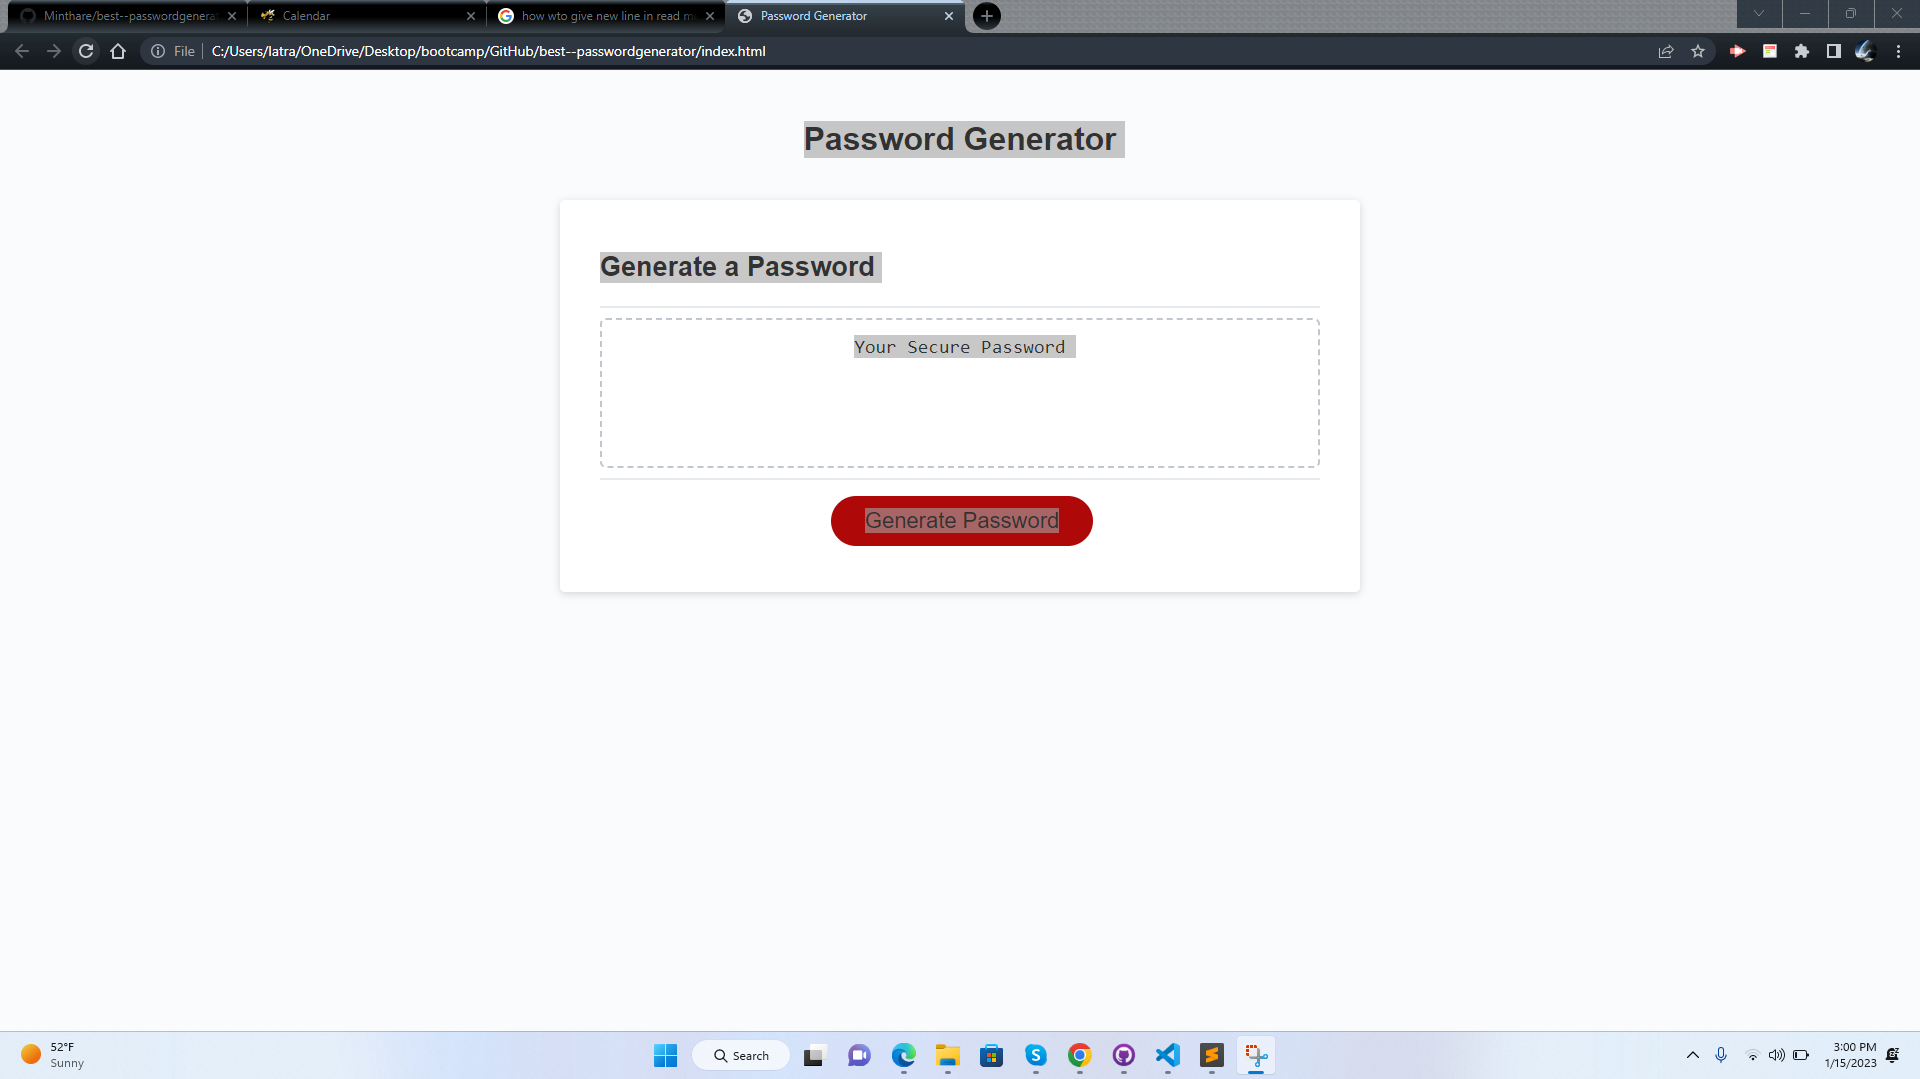 Minthare/best--passwordgenerat
Calendar
how wto give new line in read m
Password Generator
File
C:/Users/latra/OneDrive/Desktop/bootcamp/GitHub/best--passwordgenerator/index.html
Password Generator
Generate a Password
Your Secure Password
Generate Password
52°F
Sunny
Search
3:00 PM
1/15/2023